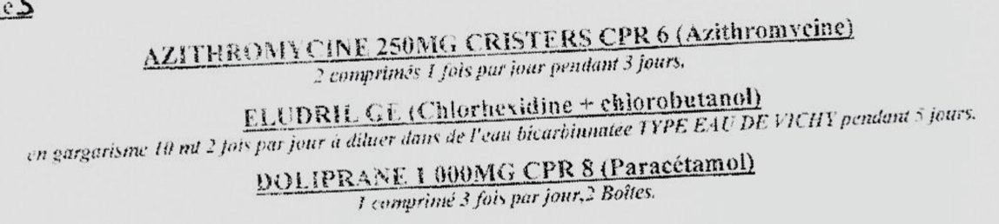 es
AZITHROMYCINE 250MG CRISTERS CPR 6 (Azithromycine)
2 comprimés 1 fois par jour pendant 3 jours.
ELUDRIL GE (Chlorhexidine + chlorobutanol)
en gargarisme 10 ml 2 fois par jour à diluer dans de l'eau bicarbinnatée TYPE EAU DE VICHY pendant 5 jours.
DOLIPRANE 1 000MG CPR 8 (Paracétamol)
1 comprimé 3 fois par jour,2 Boîtes.